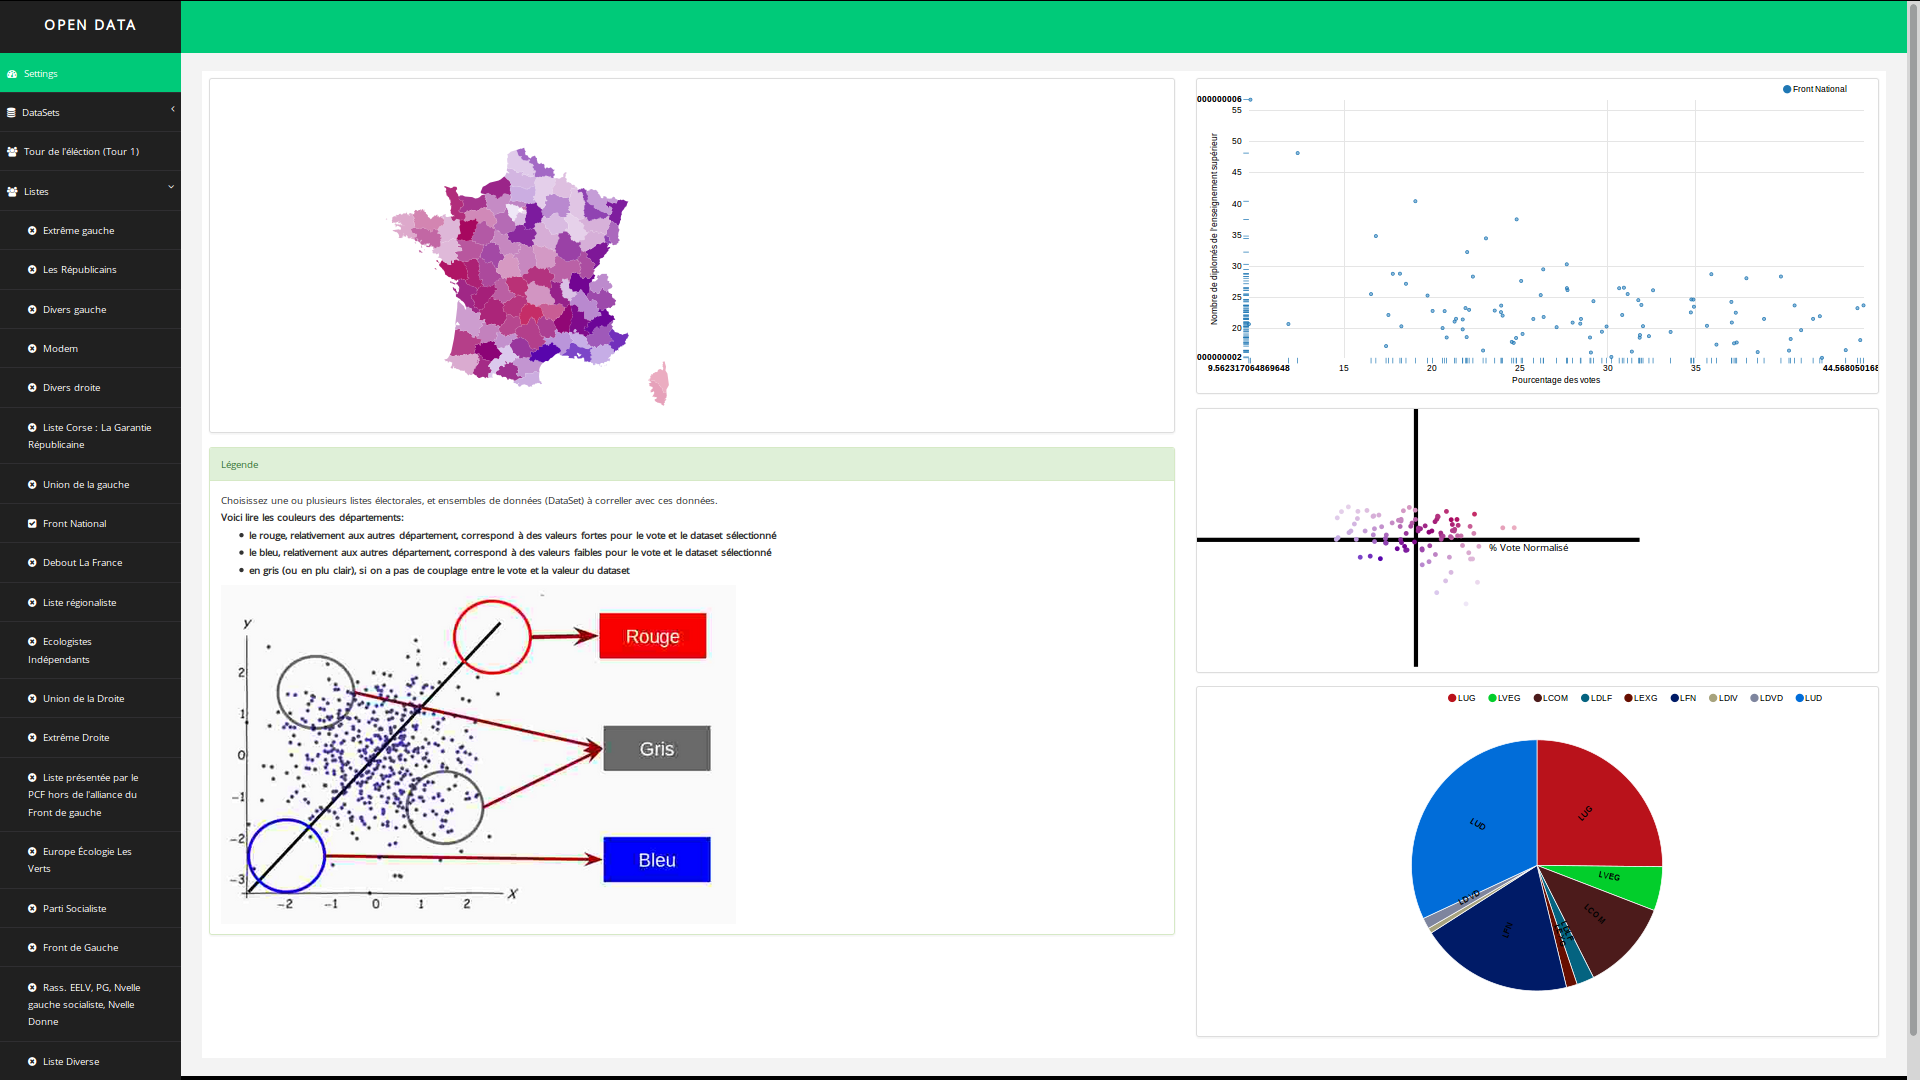 OPEN DATA
Settings
DataSets
Tour de l'éléction (Tour 1)
Listes
Extrême gauche
Les Républicains
Divers gauche
Modem
Divers droite
Liste Corse : La Garantie
Républicaine
Union de la gauche
Front National
Debout La France
Liste régionaliste
Ecologistes
Indépendants
Union de la Droite
Extrême Droite
Liste présentée par le
PCF hors de l'alliance du
Front de gauche
Europe Écologie Les
Verts
Parti Socialiste
Front de Gauche
Rass. EELV, PG, Nvelle
gauche socialiste, Nvelle
Donne
Liste Diverse
Légende
Choisissez une ou plusieurs listes électorales, et ensembles de données (DataSet) à correller avec ces données.
Voici lire les couleurs des départements:
le rouge, relativement aux autres département, correspond à des valeurs fortes pour le vote et le dataset sélectionné
le bleu, relativement aux autres département, correspond à des valeurs faibles pour le vote et le dataset sélectionné
en gris (ou en plu clair), si on a pas de couplage entre le vote et la valeur du dataset
y
2
1
0
−1
−2
−3
−2
−1
0
1
2
X
Rouge
Gris
Bleu
Front National
000000006
55
50
45
40
35
30
25
20
000000002
Nombre de diplomés de l'enseignement supérieur
9.562317064869648
15
20
25
30
35
44.568050168
Pourcentage des votes
% Vote Normalisé
LUG
LVEG
LCOM
LDLF
LEXG
LFN
LDIV
LDVD
LUD
LUD
LUG
LVEG
LCOM
LFN
LDVD